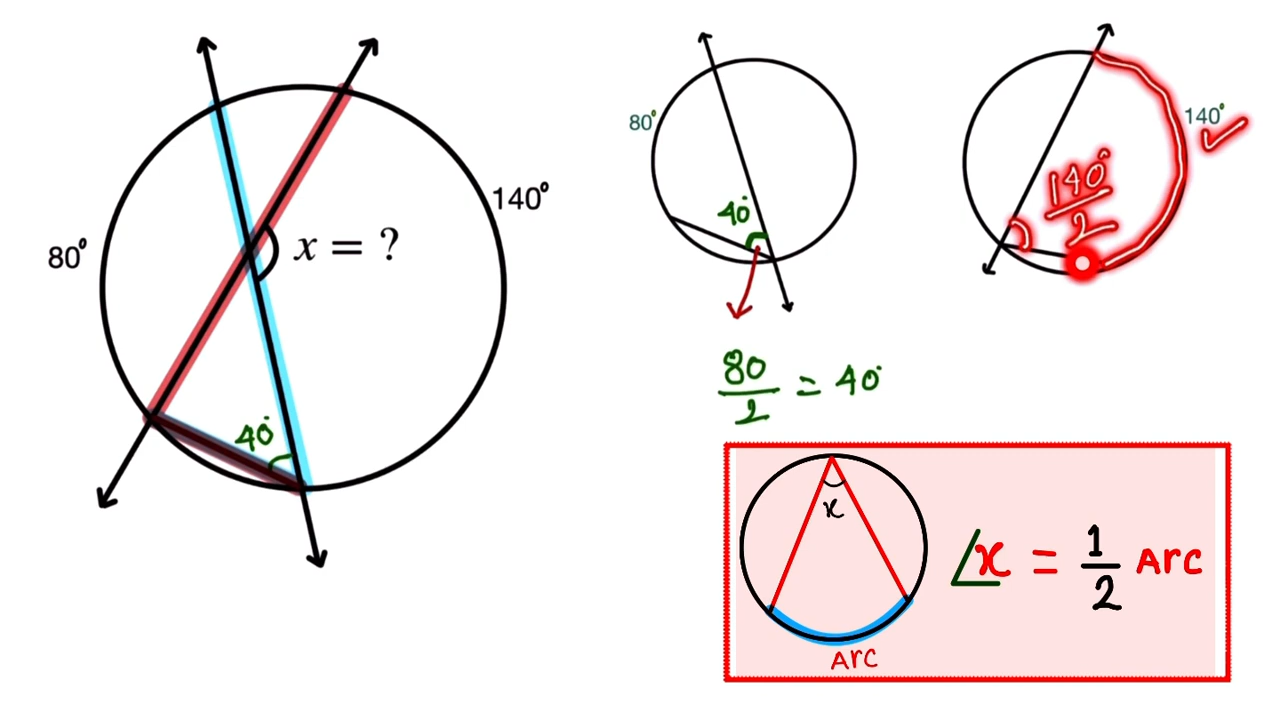 80°
140°
x = ?
40°
80°
40°
80/2 = 40°
140°
140°/2
x
Arc
∠x = 1/2 Arc